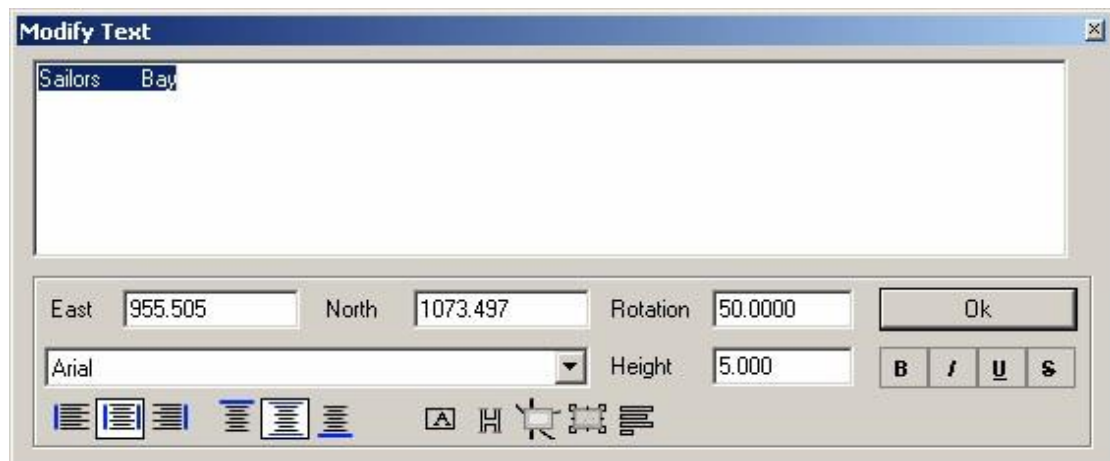 Modify Text
Sailors    Bay
East 955.505 North 1073.497 Rotation 50.0000 Ok
Arial Height 5.000 B I U S
A H